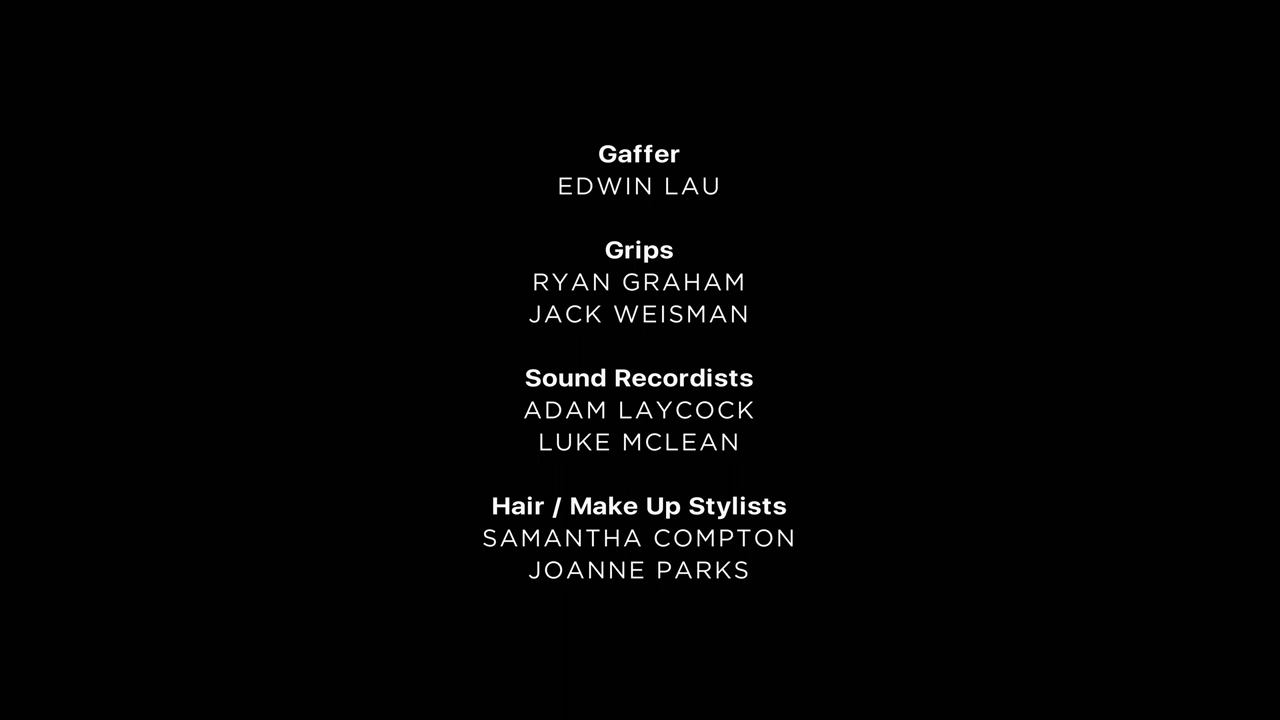 Gaffer
EDWIN LAU
Grips
RYAN GRAHAM
JACK WEISMAN
Sound Recordists
ADAM LAYCOCK
LUKE MCLEAN
Hair / Make Up Stylists
SAMANTHA COMPTON
JOANNE PARKS